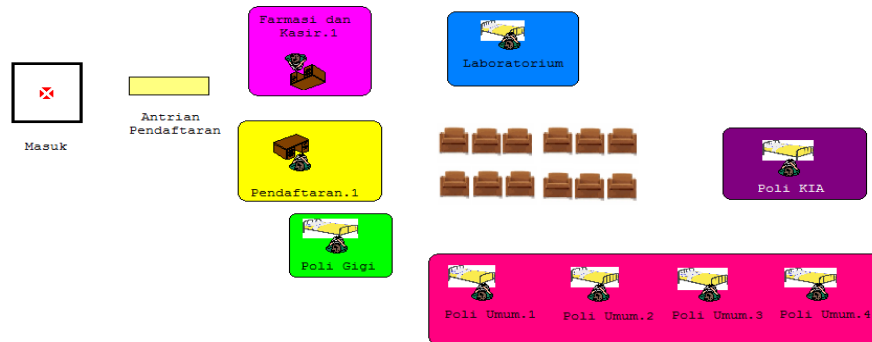 Farmasi dan
Kasir.1
Laboratorium
Antrian
Pendaftaran
Masuk
Pendaftaran.1
Poli KIA
Poli Gigi
Poli Umum.1
Poli Umum.2
Poli Umum.3
Poli Umum.4